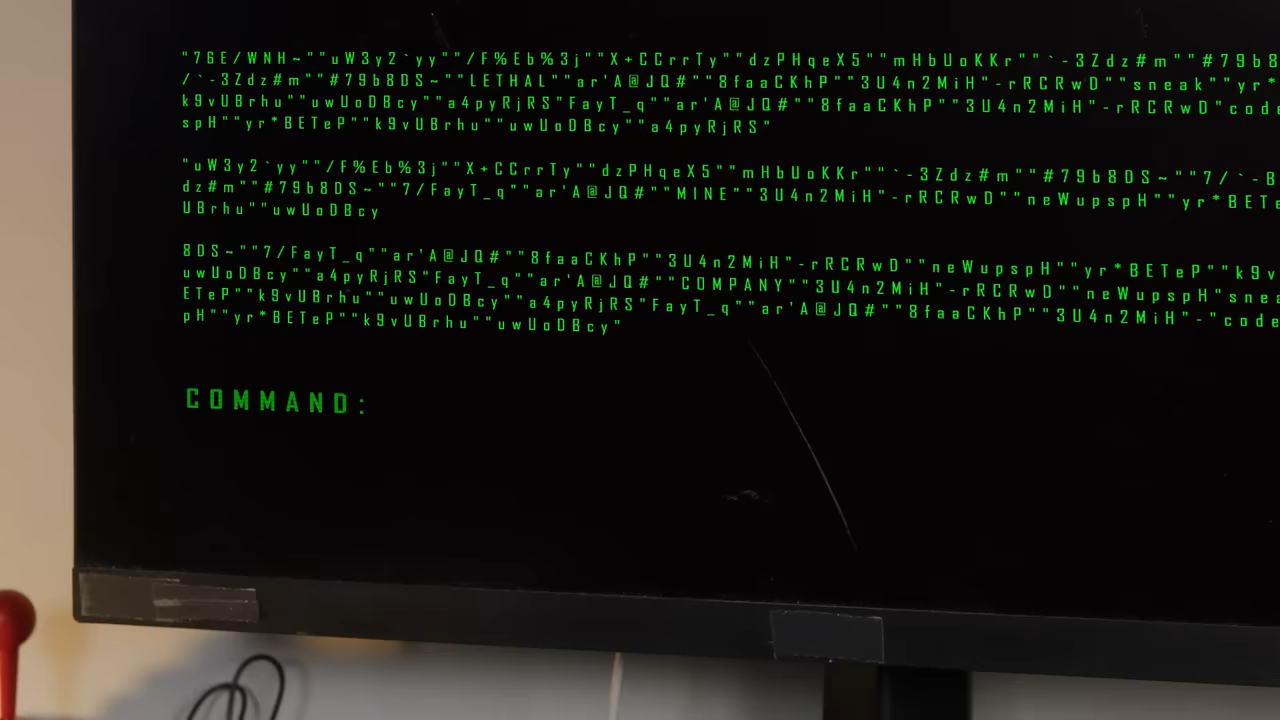 "76E/WNH~""uW3y2`yy""/F%Eb%3j""X+CCrrTy""dzPHqeX5""mHbUoKKr""`-3Zdz#m""#79b8
/`-3Zdz#m""#79b8DS~""LETHAL""ar'A@JQ#""8faaCKhP""3U4n2MiH"-rRCRwD""sneak""yr*
k9vUBrhu""uwUoDBcy""a4pyRjRS"FayT_q""ar'A@JQ#""8faaCKhP""3U4n2MiH"-rRCRwD"code
spH""yr*BETeP""k9vUBrhu""uwUoDBcy""a4pyRjRS"
"uW3y2`yy""/F%Eb%3j""X+CCrrTy""dzPHqeX5""mHbUoKKr""`-3Zdz#m""#79b8DS~""7/`-
dz#m""#79b8DS~""7/FayT_q""ar'A@JQ#""MINE""3U4n2MiH"-rRCRwD""neWupspH""yr*BETe
UBrhu""uwUoDBcy
8DS~""7/FayT_q""ar'A@JQ#""8faaCKhP""3U4n2MiH"-rRCRwD""neWupspH""yr*BETeP""k9v
uwUoDBcy""a4pyRjRS"FayT_q""ar'A@JQ#""COMPANY""3U4n2MiH"-rRCRwD""neWupspH"snea
ETeP""k9vUBrhu""uwUoDBcy""a4pyRjRS"FayT_q""ar'A@JQ#""8faaCKhP""3U4n2MiH"-"code
pH""yr*BETeP""k9vUBrhu""uwUoDBcy"
COMMAND: